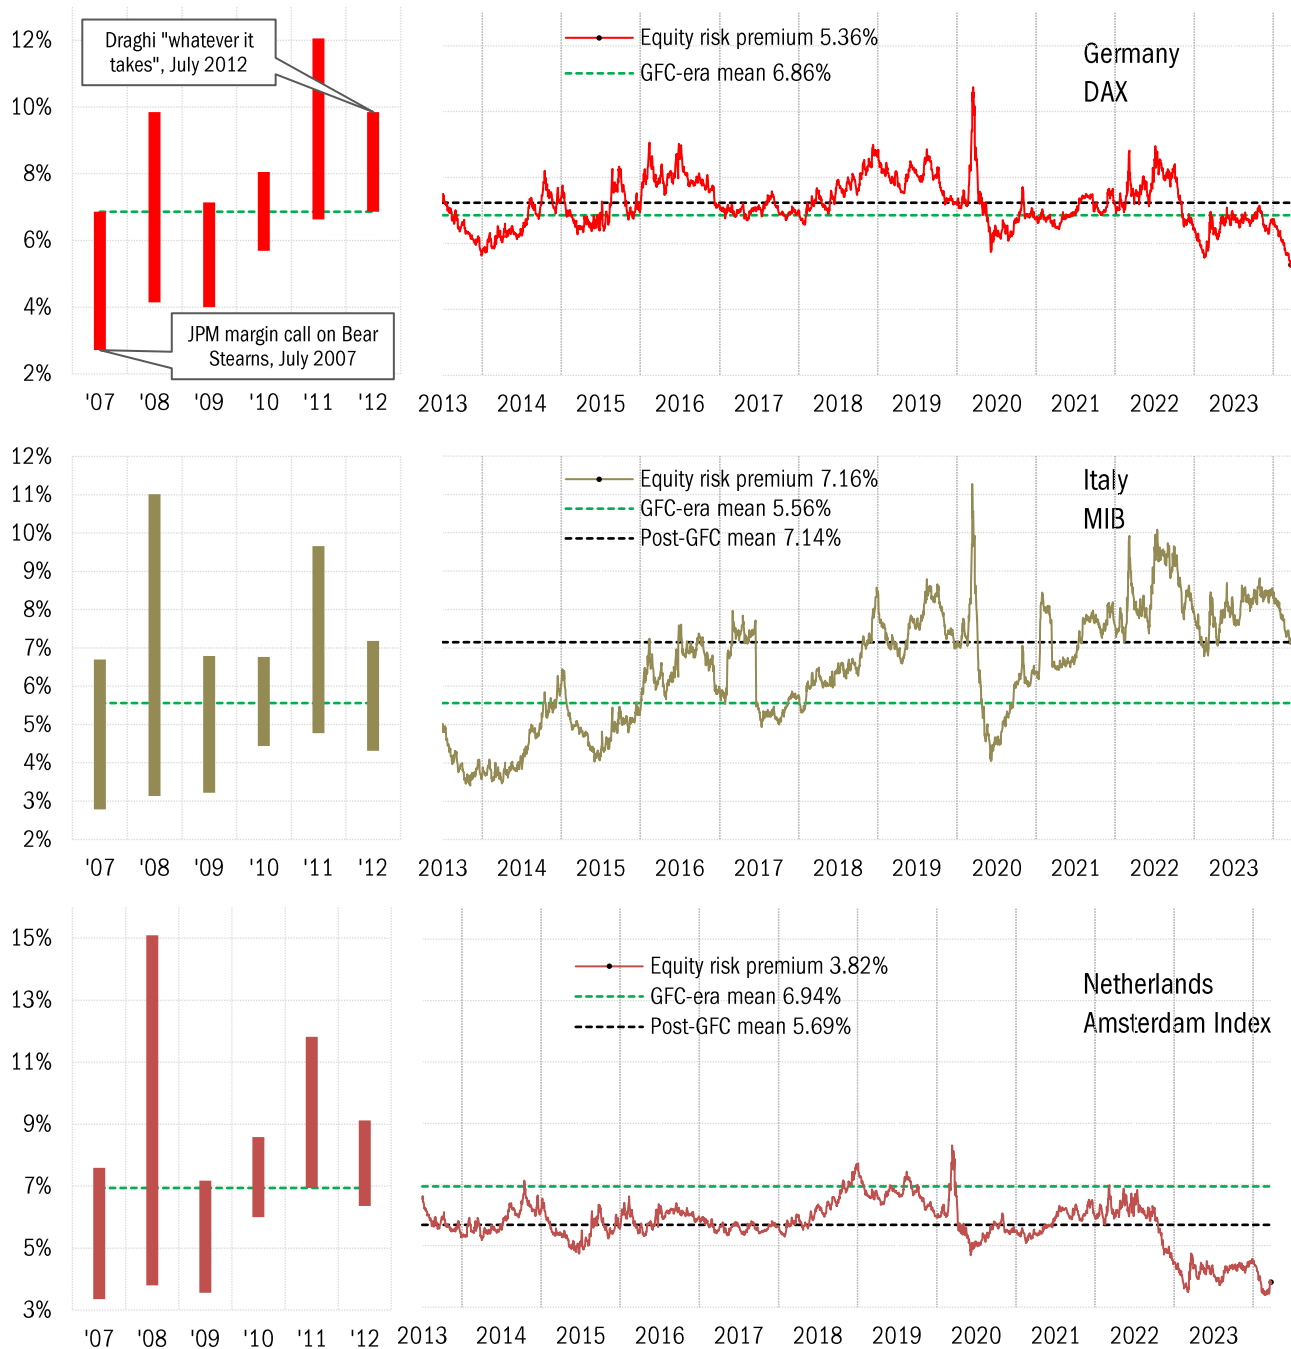 12%
10%
8%
6%
4%
2%
Draghi "whatever it
takes", July 2012
JPM margin call on Bear
Stearns, July 2007
'07 '08 '09 '10 '11 '12
Equity risk premium 5.36%
GFC-era mean 6.86%
Germany
DAX
2013 2014 2015 2016 2017 2018 2019 2020 2021 2022 2023
12%
11%
10%
9%
8%
7%
6%
5%
4%
3%
2%
'07 '08 '09 '10 '11 '12
Equity risk premium 7.16%
GFC-era mean 5.56%
Post-GFC mean 7.14%
Italy
MIB
2013 2014 2015 2016 2017 2018 2019 2020 2021 2022 2023
15%
13%
11%
9%
7%
5%
3%
'07 '08 '09 '10 '11 '12
Equity risk premium 3.82%
GFC-era mean 6.94%
Post-GFC mean 5.69%
Netherlands
Amsterdam Index
2013 2014 2015 2016 2017 2018 2019 2020 2021 2022 2023